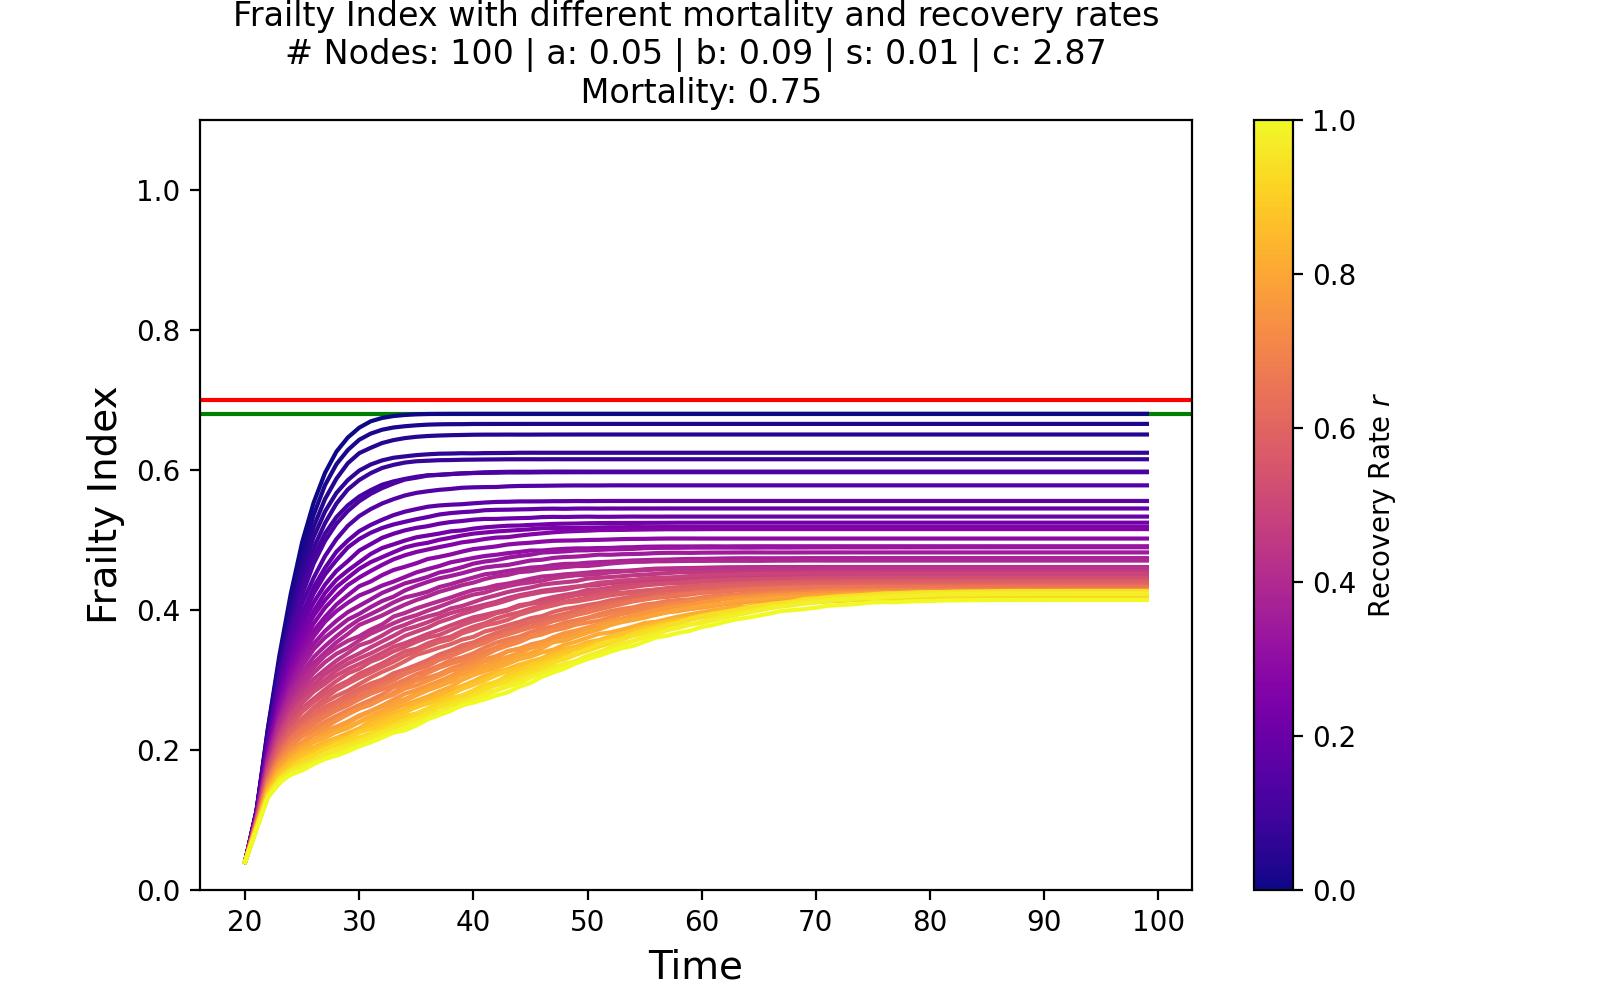 Frailty Index with different mortality and recovery rates
# Nodes: 100 | a: 0.05 | b: 0.09 | s: 0.01 | c: 2.87
Mortality: 0.75
1.0
0.8
0.6
0.4
0.2
0.0
Frailty Index
20 30 40 50 60 70 80 90 100
Time
1.0
0.8
0.6
0.4
0.2
0.0
Recovery Rate r